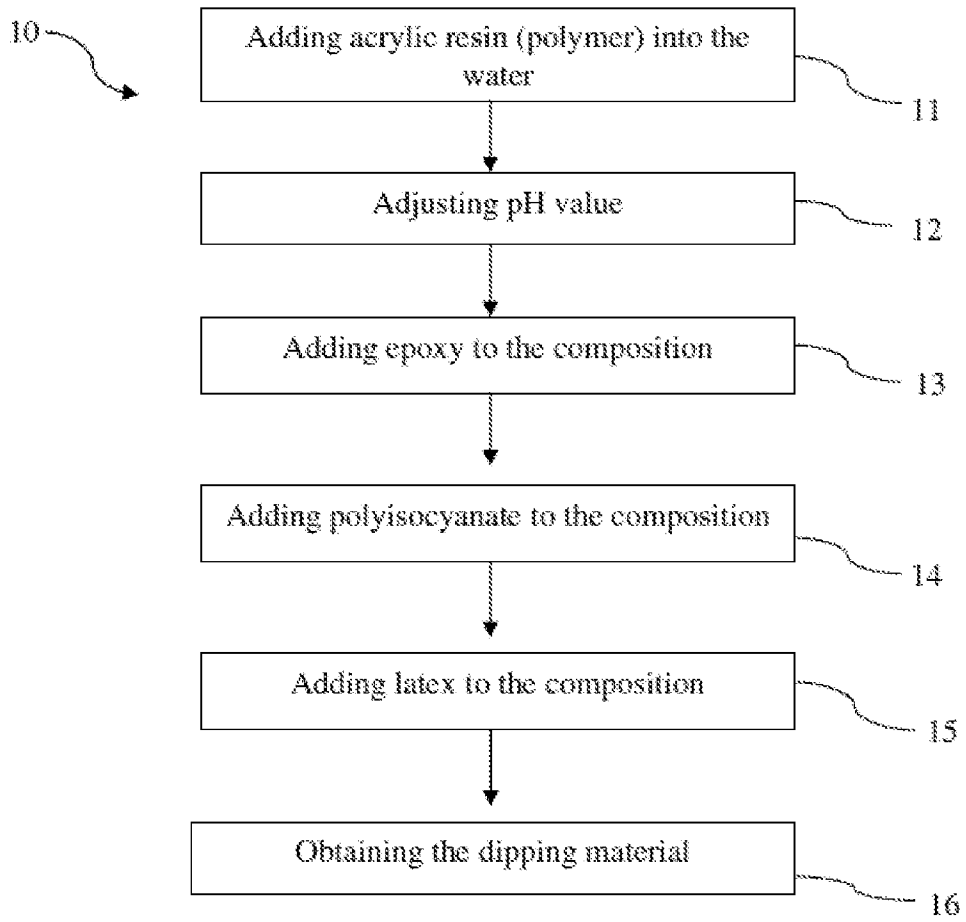 10
Adding acrylic resin (polymer) into the
water
11
Adjusting pH value
12
Adding epoxy to the composition
13
Adding polyisocyanate to the composition
14
Adding latex to the composition
15
Obtaining the dipping material
16